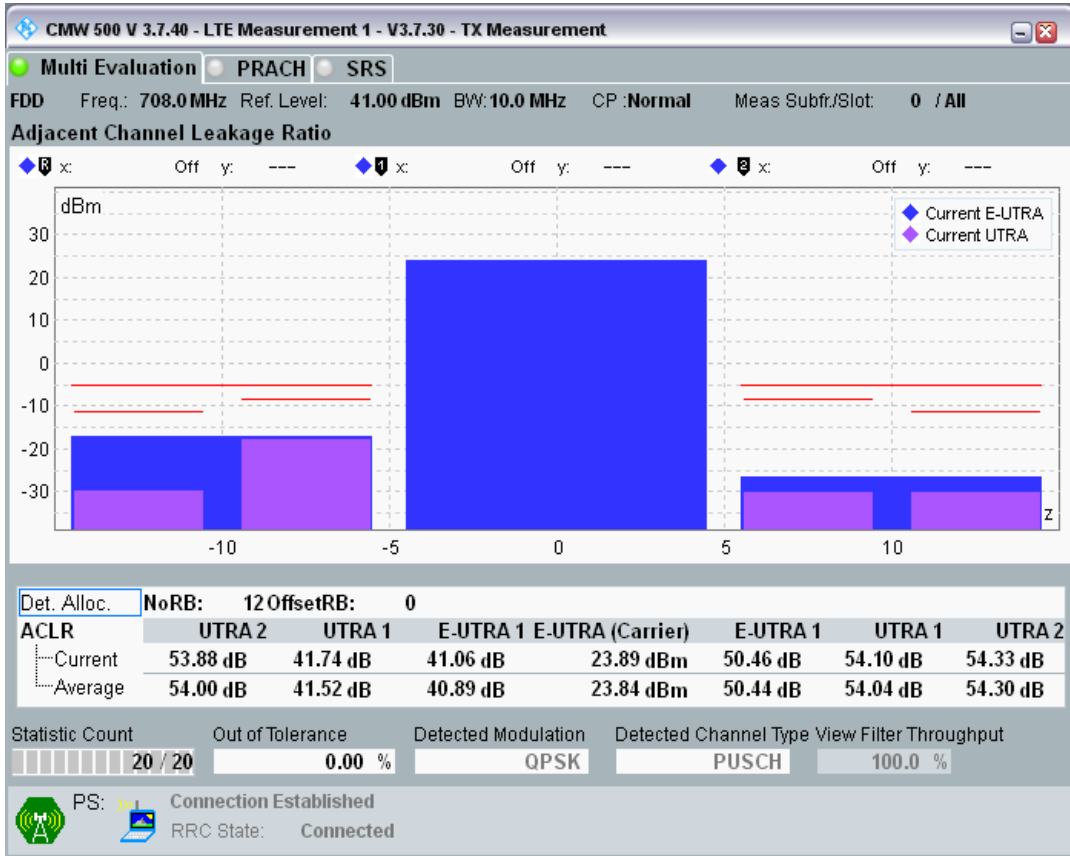 CMW 500 V 3.7.40 - LTE Measurement 1 - V3.7.30 - TX Measurement
Multi Evaluation PRACH SRS
FDD Freq.: 708.0 MHz Ref. Level: 41.00 dBm BW: 10.0 MHz CP :Normal Meas Subfr./Slot: 0 / All
Adjacent Channel Leakage Ratio
R x: Off y: --- 1 x: Off y: --- 2 x: Off y: ---
dBm
Current E-UTRA
Current UTRA
30
20
10
0
-10
-20
-30
z
-10 -5 0 5 10
Det. Alloc. NoRB: 12 OffsetRB: 0
ACLR UTRA 2 UTRA 1 E-UTRA 1 E-UTRA (Carrier) E-UTRA 1 UTRA 1 UTRA 2
Current 53.88 dB 41.74 dB 41.06 dB 23.89 dBm 50.46 dB 54.10 dB 54.33 dB
Average 54.00 dB 41.52 dB 40.89 dB 23.84 dBm 50.44 dB 54.04 dB 54.30 dB
Statistic Count Out of Tolerance Detected Modulation Detected Channel Type View Filter Throughput
20 / 20 0.00 % QPSK PUSCH 100.0 %
PS: Connection Established
RRC State: Connected